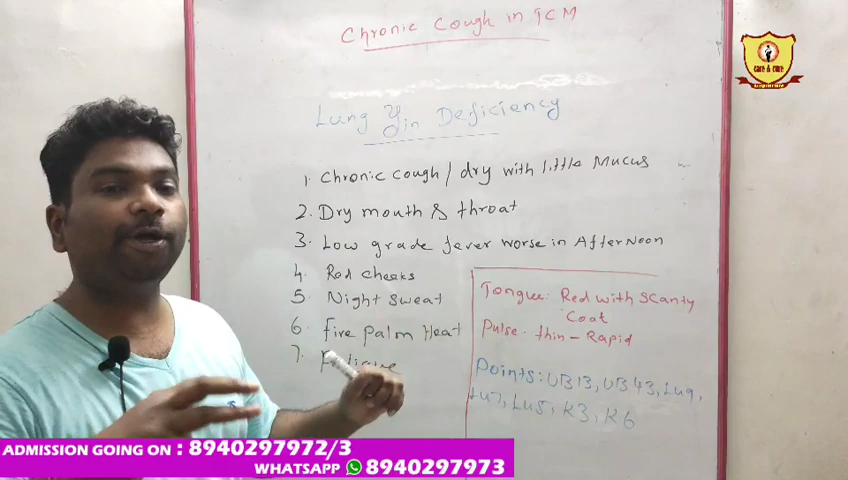 Chronic Cough in TCM
Care & Cure
Lung Yin Deficiency
1. Chronic cough / dry with little Mucus
2. Dry mouth & throat
3. Low grade fever worse in AfterNoon
4. Red cheeks
5. Night sweat
6. Five Palm Heat
7. Fatigue
Tongue: Red with scanty
Coat
Pulse - thin - Rapid
Points: UB13, UB43, Lu9,
Lu7, Lu5, K3, K6
ADMISSION GOING ON : 8940297972/3
WHATSAPP 8940297973